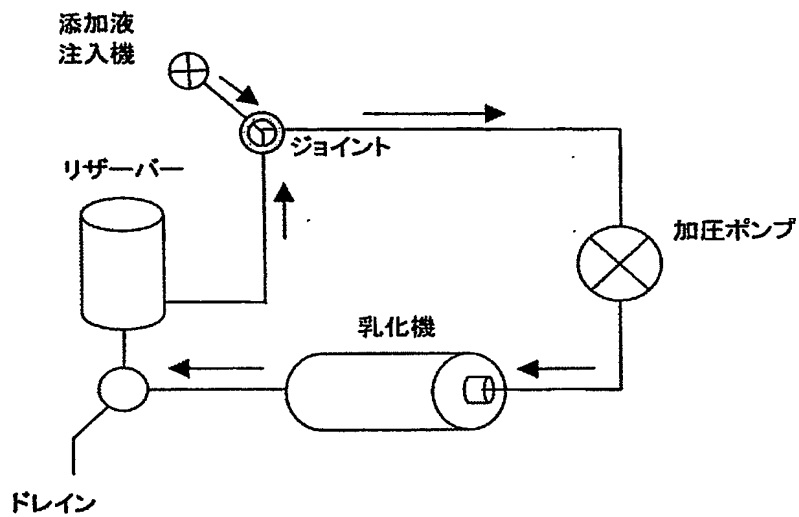 添加液
注入機
ジョイント
リザーバー
加圧ポンプ
乳化機
ドレイン